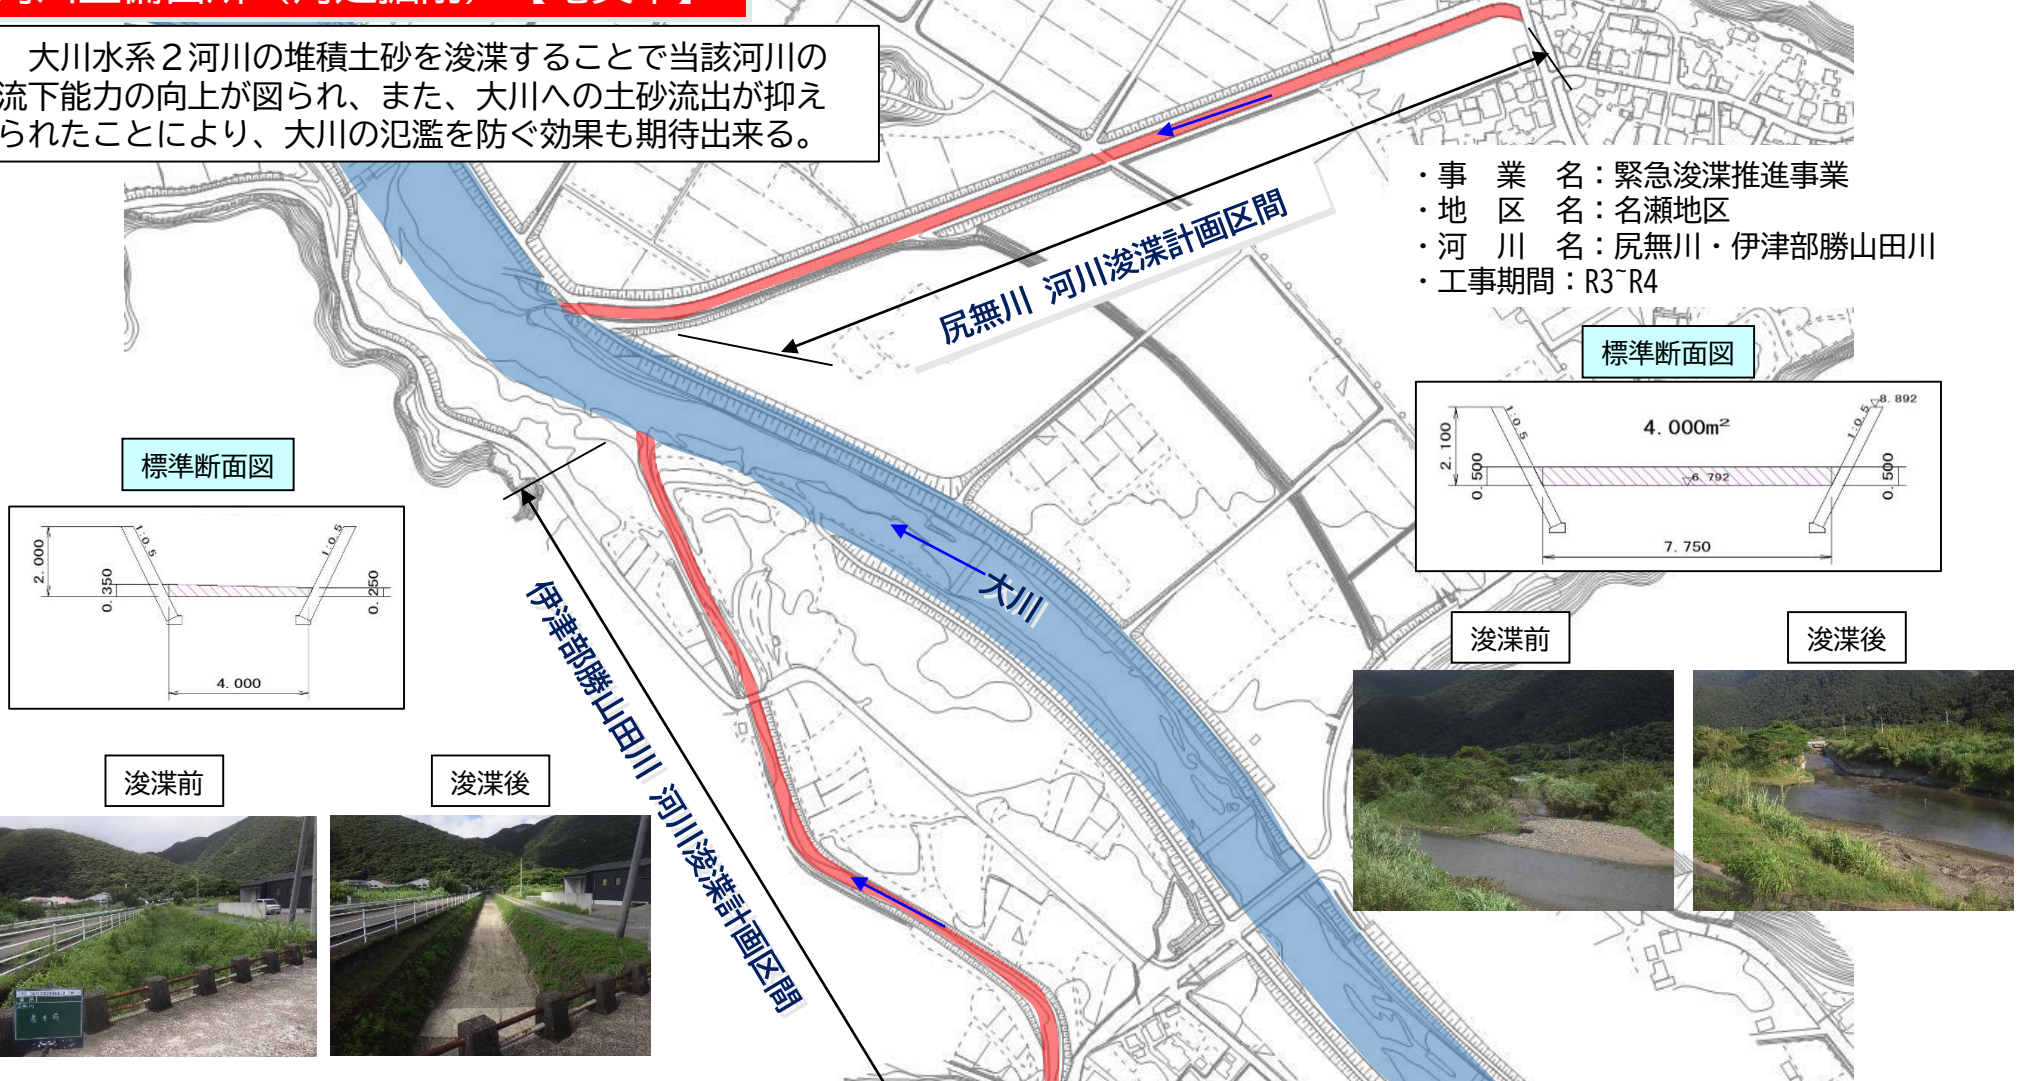 大川水系２河川の堆積土砂を浚渫することで当該河川の
流下能力の向上が図られ、また、大川への土砂流出が抑え
られたことにより、大川の氾濫を防ぐ効果も期待出来る。
・事　業　名：緊急浚渫推進事業
・地　区　名：名瀬地区
・河　川　名：尻無川・伊津部勝山田川
・工事期間：R3~R4
尻無川 河川浚渫計画区間
標準断面図
4.000m²
1:0.5
1:0.5
8.892
2.100
0.500
6.792
0.500
7.750
標準断面図
1:0.5
1:0.5
2.000
0.350
0.250
4.000
大川
伊津部勝山田川 河川浚渫計画区間
浚渫前
浚渫後
浚渫前
浚渫後